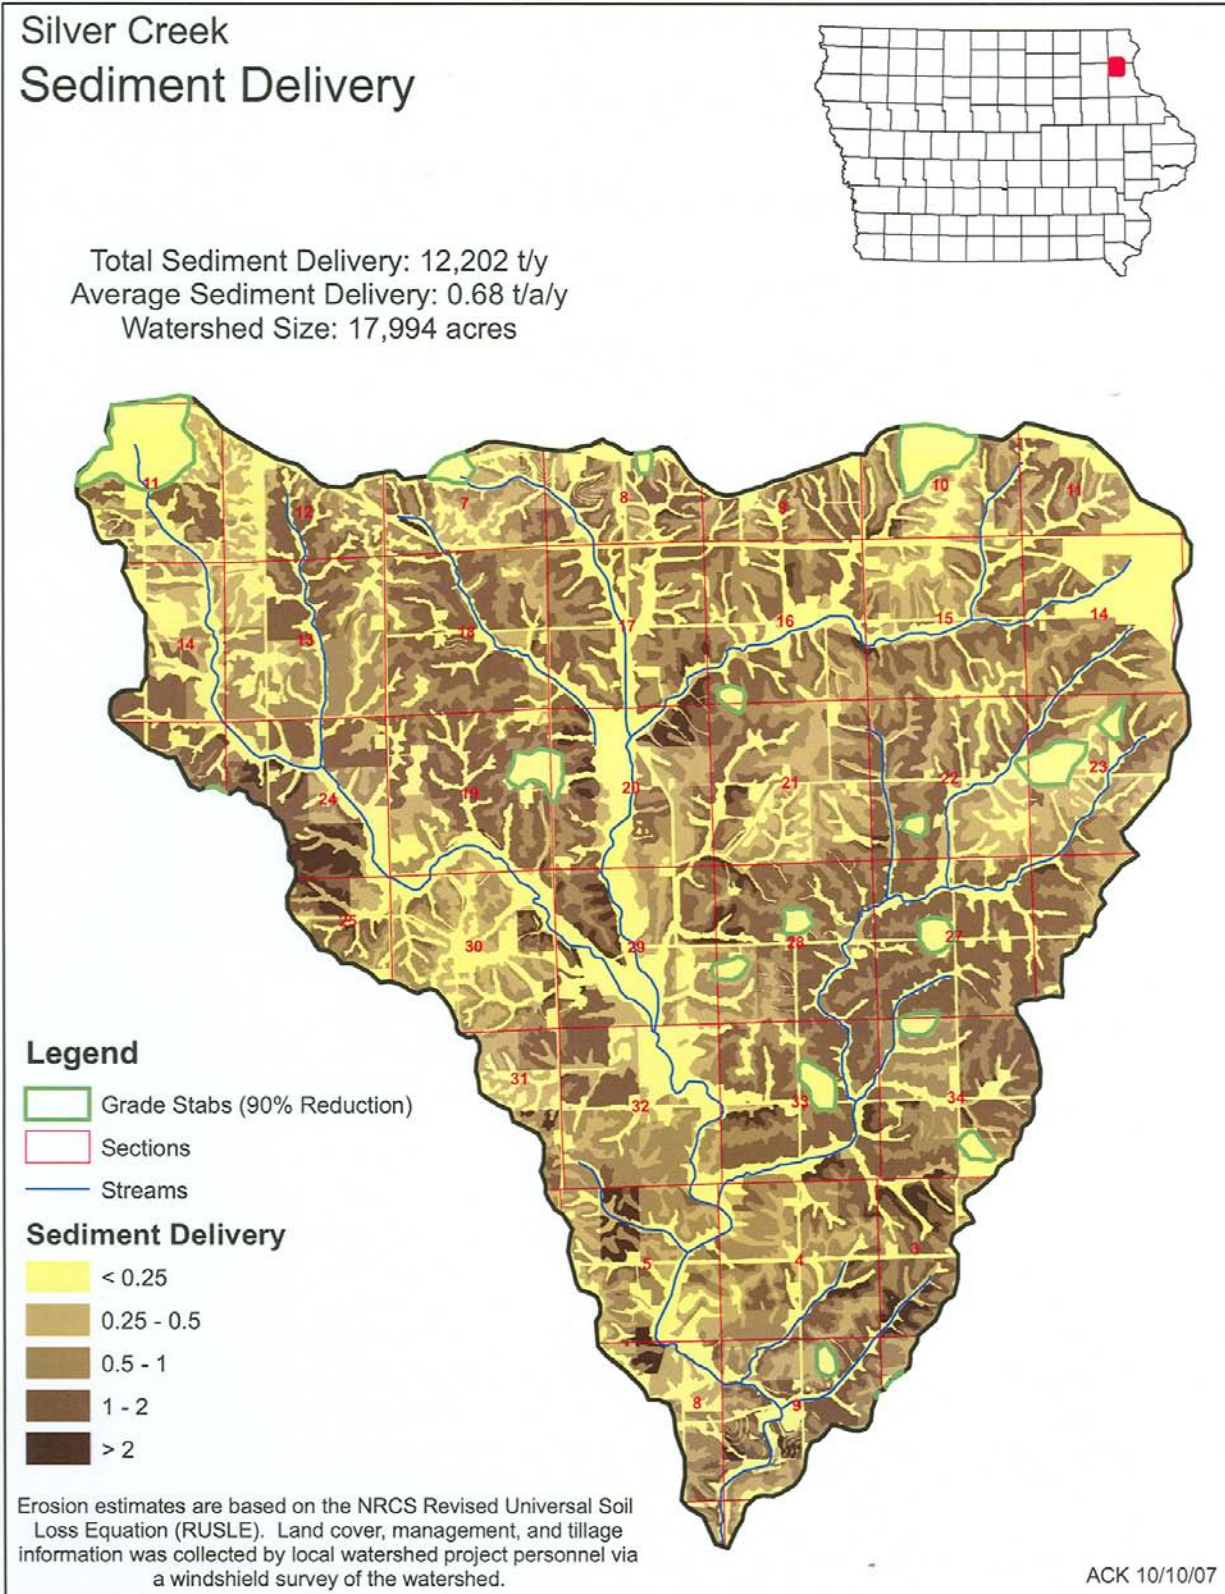 Silver Creek
Sediment Delivery
Total Sediment Delivery: 12,202 t/y
Average Sediment Delivery: 0.68 t/a/y
Watershed Size: 17,994 acres
11
12
7
8
9
10
11
14
13
18
17
16
15
14
24
19
20
21
22
23
25
30
29
28
27
31
32
33
34
5
4
3
8
9
Legend
Grade Stabs (90% Reduction)
Sections
Streams
Sediment Delivery
< 0.25
0.25 - 0.5
0.5 - 1
1 - 2
> 2
Erosion estimates are based on the NRCS Revised Universal Soil
Loss Equation (RUSLE). Land cover, management, and tillage
information was collected by local watershed project personnel via
a windshield survey of the watershed.
ACK 10/10/07